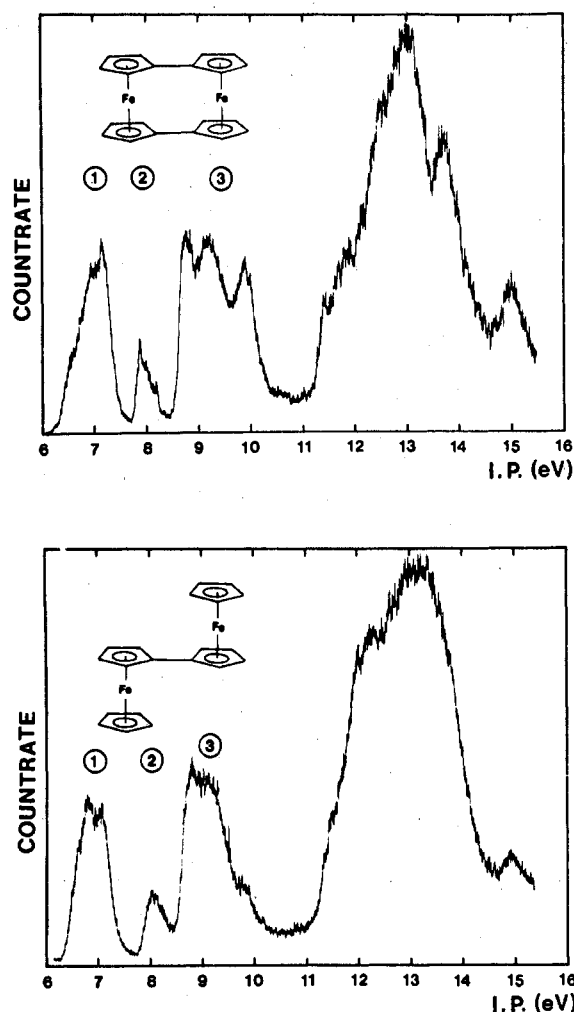 Fe Fe
① ② ③
COUNTRATE
6 7 8 9 10 11 12 13 14 15 16
I.P. (eV)
Fe
Fe
① ② ③
COUNTRATE
6 7 8 9 10 11 12 13 14 15 16
I.P. (eV)